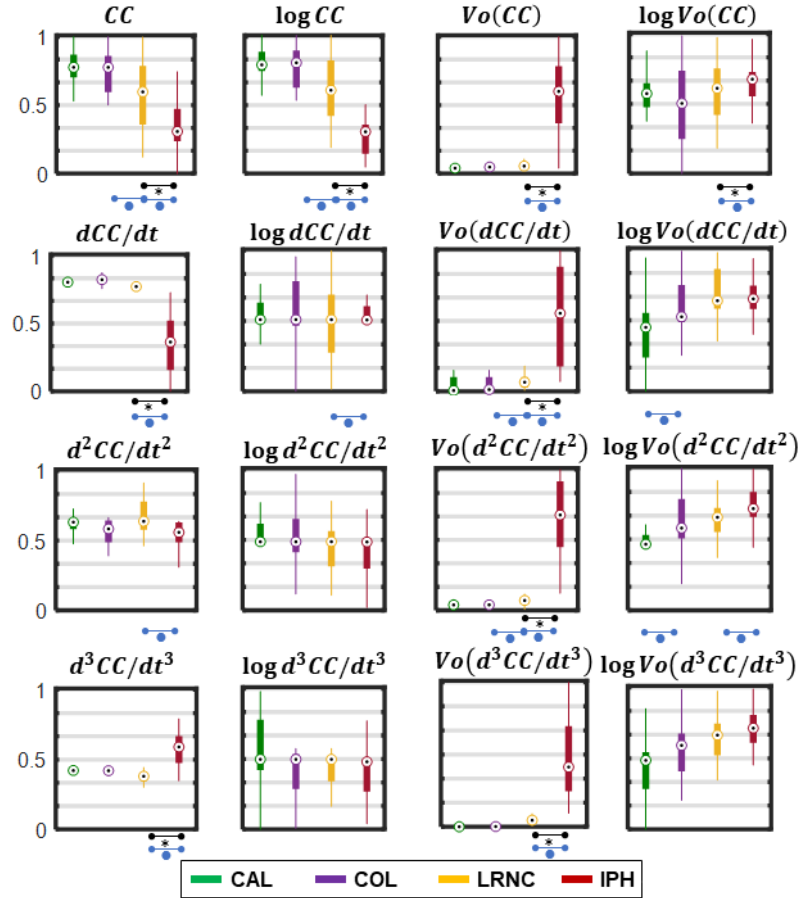 CC log CC Vo(CC) log Vo(CC)
1
0.5
0
* * * *
dCC/dt log dCC/dt Vo(dCC/dt) log Vo(dCC/dt)
1
0.5
0
* *
d²CC/dt² log d²CC/dt² Vo(d²CC/dt²) log Vo(d²CC/dt²)
1
0.5
0
*
d³CC/dt³ log d³CC/dt³ Vo(d³CC/dt³) log Vo(d³CC/dt³)
1
0.5
0
* *
CAL COL LRNC IPH